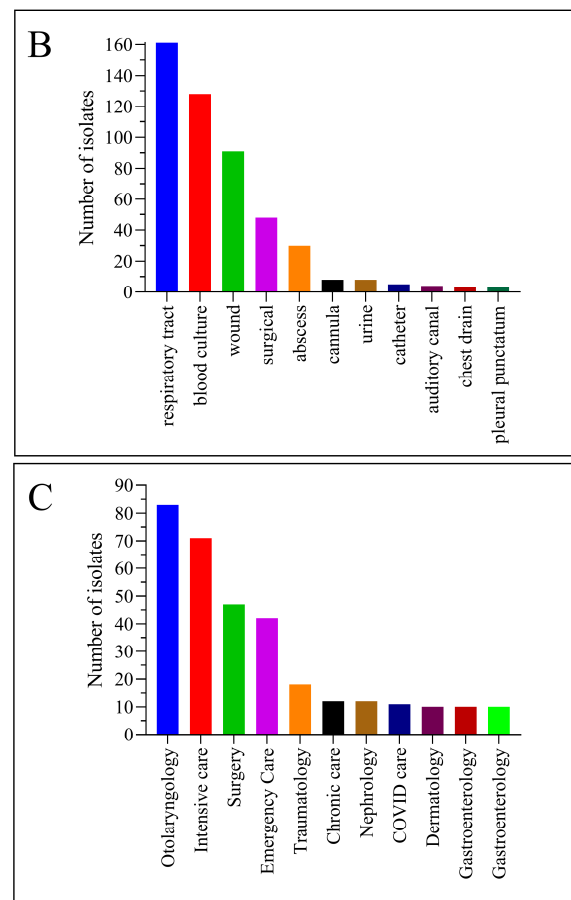 B
Number of isolates
160
140
120
100
80
60
40
20
0
respiratory tract
blood culture
wound
surgical
abscess
cannula
urine
catheter
auditory canal
chest drain
pleural punctatum
C
Number of isolates
90
80
70
60
50
40
30
20
10
0
Otolaryngology
Intensive care
Surgery
Emergency Care
Traumatology
Chronic care
Nephrology
COVID care
Dermatology
Gastroenterology
Gastroenterology